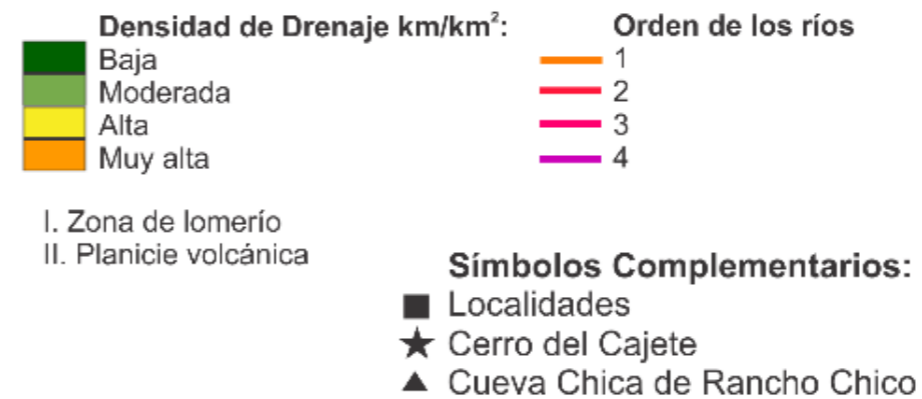 Densidad de Drenaje km/km²:
Baja
Moderada
Alta
Muy alta
Orden de los ríos
1
2
3
4
I. Zona de lomerío
II. Planicie volcánica
Símbolos Complementarios:
Localidades
Cerro del Cajete
Cueva Chica de Rancho Chico